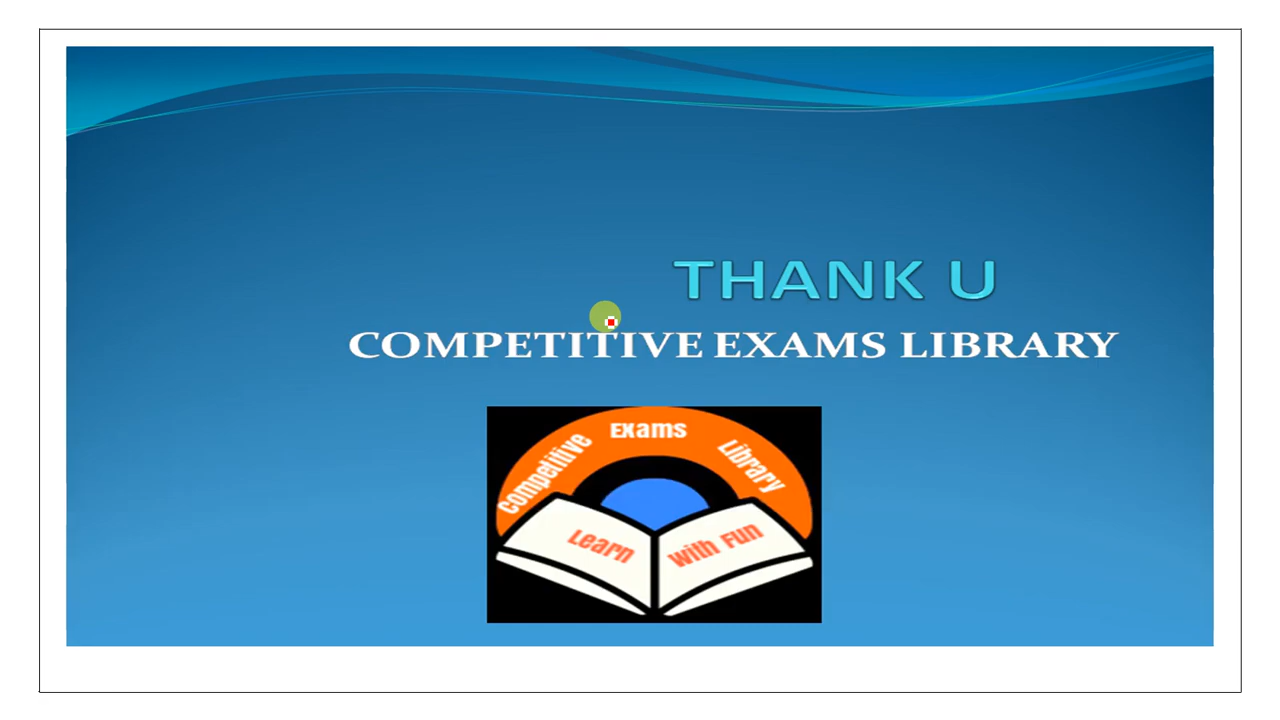 THANK U
COMPETITIVE EXAMS LIBRARY
Competitive Exams Library
Learn with Fun